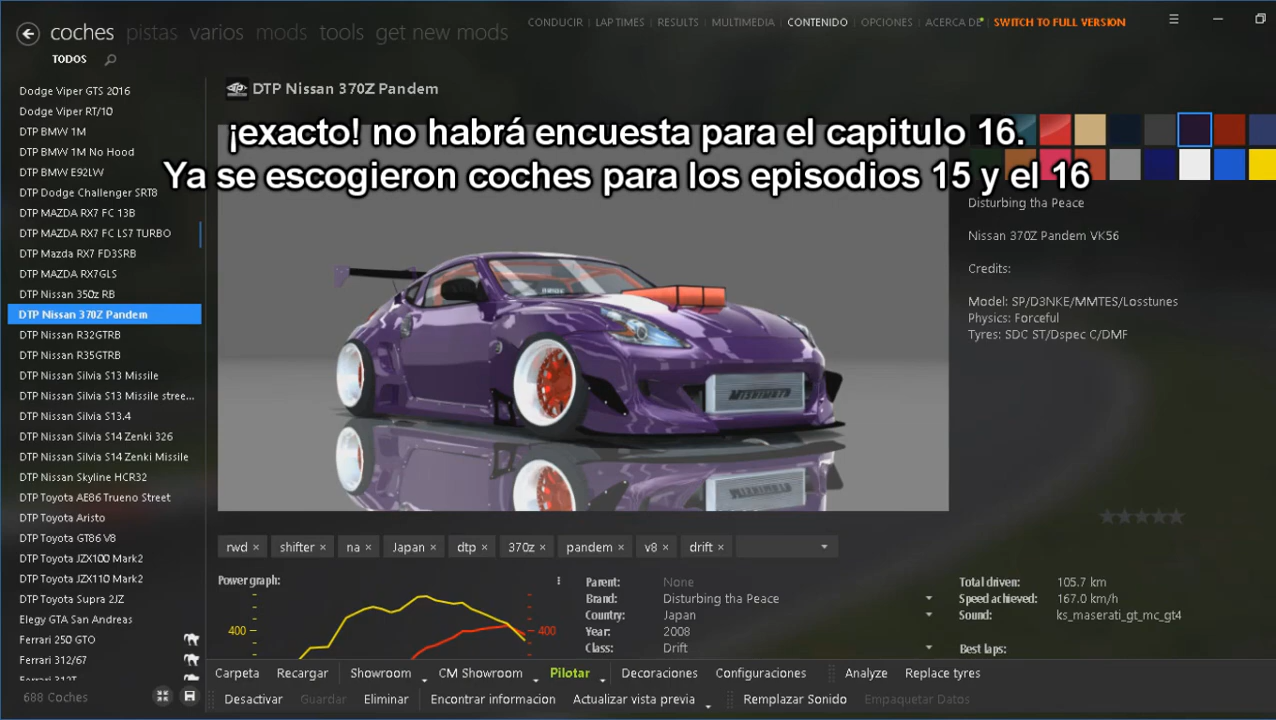 coches pistas varios mods tools get new mods
CONDUCIR | LAP TIMES | RESULTS | MULTIMEDIA | CONTENIDO | OPCIONES | ACERCA DE | SWITCH TO FULL VERSION
TODOS
Dodge Viper GTS 2016
Dodge Viper RT/10
DTP BMW 1M
DTP BMW 1M No Hood
DTP BMW E92LW
DTP Dodge Challenger SRT8
DTP MAZDA RX7 FC 13B
DTP MAZDA RX7 FC LS7 TURBO
DTP Mazda RX7 FD3SRB
DTP MAZDA RX7GLS
DTP Nissan 350z RB
DTP Nissan 370Z Pandem
DTP Nissan R32GTRB
DTP Nissan R35GTRB
DTP Nissan Silvia S13 Missile
DTP Nissan Silvia S13 Missile stree...
DTP Nissan Silvia S13.4
DTP Nissan Silvia S14 Zenki 326
DTP Nissan Silvia S14 Zenki Missile
DTP Nissan Skyline HCR32
DTP Toyota AE86 Trueno Street
DTP Toyota Aristo
DTP Toyota GT86 V8
DTP Toyota JZX100 Mark2
DTP Toyota JZX110 Mark2
DTP Toyota Supra 2JZ
Elegy GTA San Andreas
Ferrari 250 GTO
Ferrari 312/67
Ferrari 312T
688 Coches
DTP Nissan 370Z Pandem
¡exacto! no habrá encuesta para el capitulo 16.
Ya se escogieron coches para los episodios 15 y el 16
MISHIMOTO
Disturbing tha Peace
Nissan 370Z Pandem VK56
Credits:
Model: SP/D3NKE/MMTES/Losstunes
Physics: Forceful
Tyres: SDC ST/Dspec C/DMF
rwd × shifter × na × Japan × dtp × 370z × pandem × v8 × drift ×
Power graph:
400 400
Parent: None
Brand: Disturbing tha Peace
Country: Japan
Year: 2008
Class: Drift
Total driven: 105.7 km
Speed achieved: 167.0 km/h
Sound: ks_maserati_gt_mc_gt4
Best laps:
Carpeta Recargar Showroom CM Showroom Pilotar Decoraciones Configuraciones Analyze Replace tyres
Desactivar Guardar Eliminar Encontrar informacion Actualizar vista previa Remplazar Sonido Empaquetar Datos